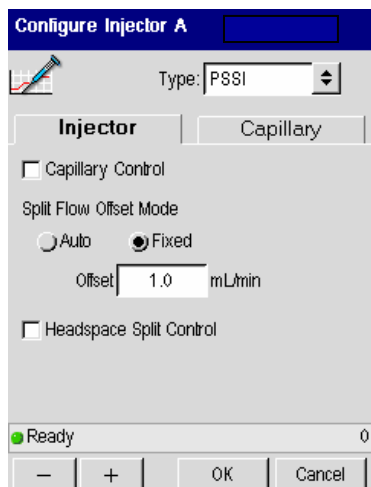 Configure Injector A
Type: PSSI
Injector Capillary
Capillary Control
Split Flow Offset Mode
Auto Fixed
Offset 1.0 mL/min
Headspace Split Control
Ready 0
− + OK Cancel